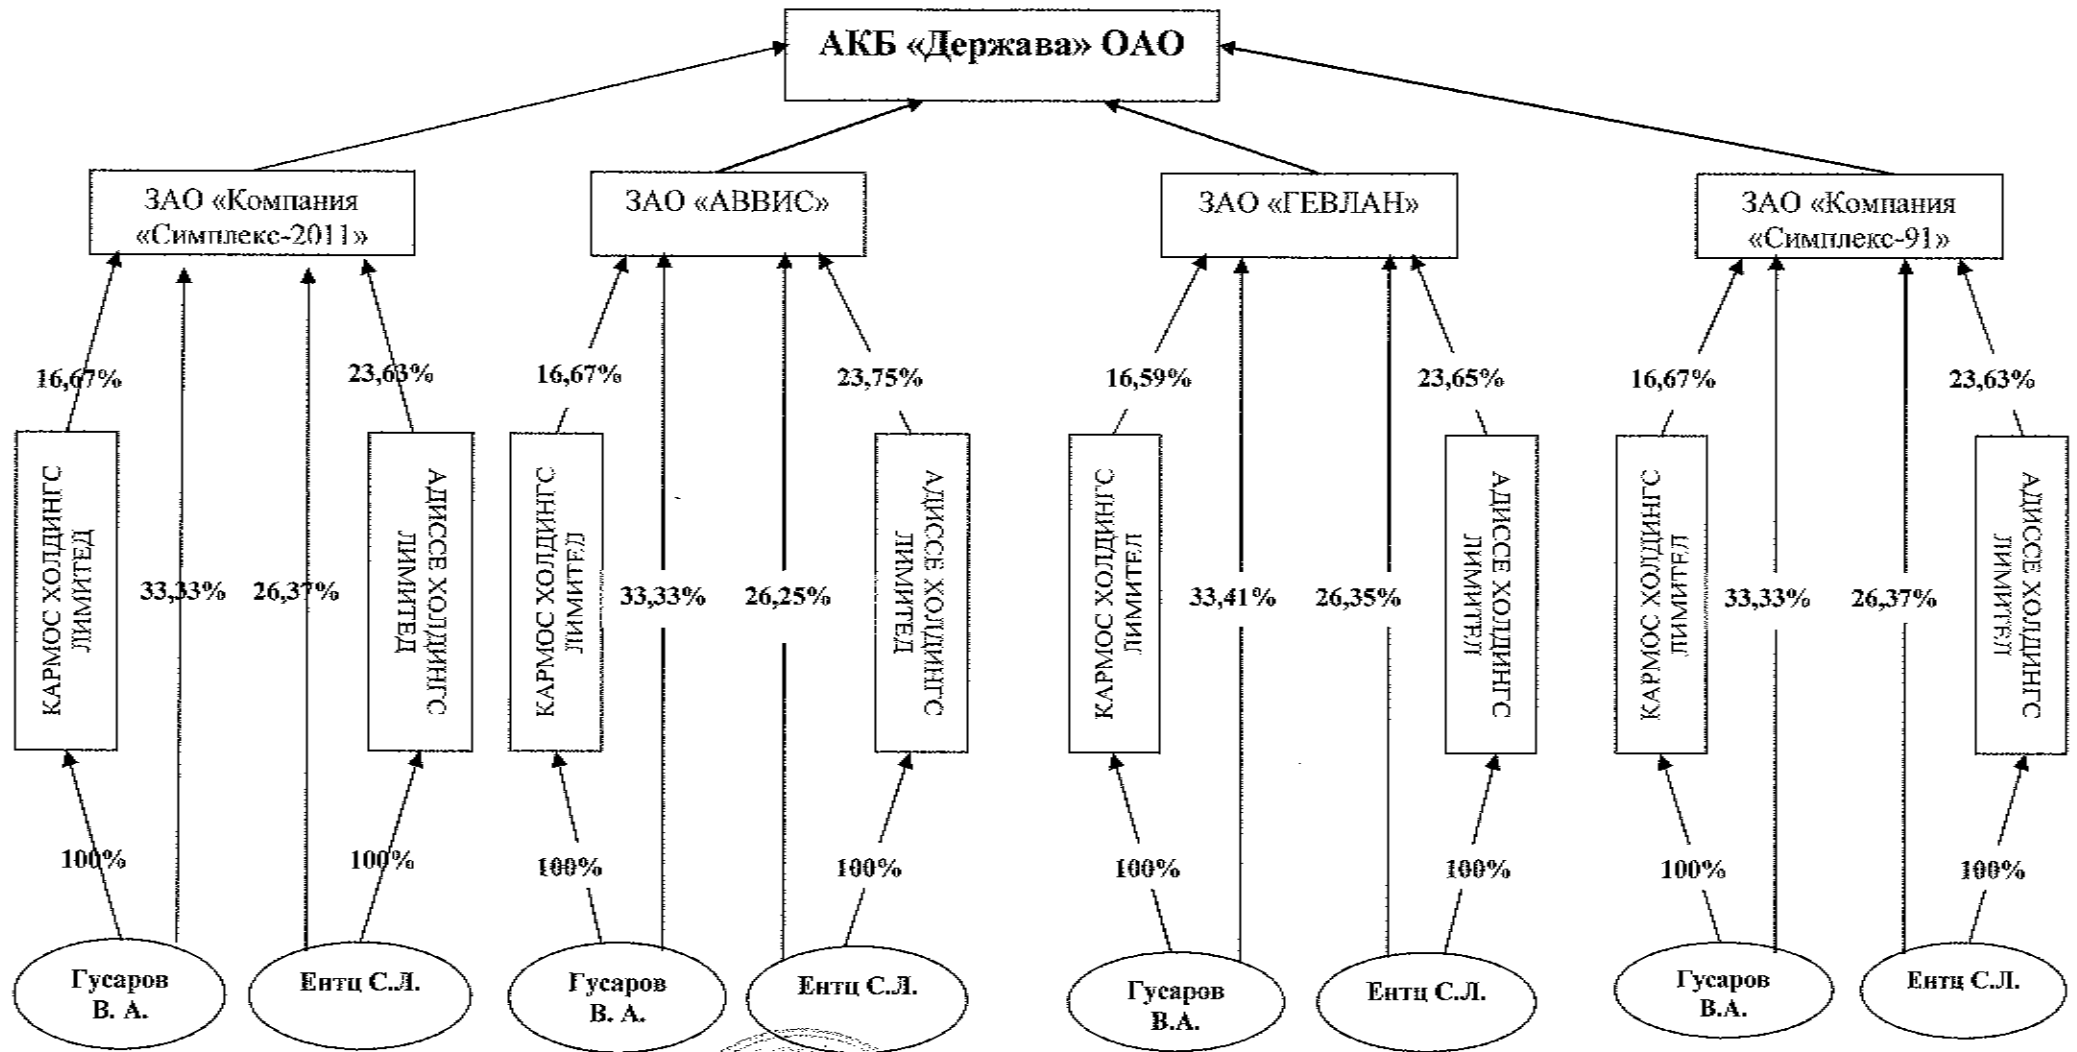 АКБ «Держава» ОАО
ЗАО «Компания
«Симплекс-2011»
ЗАО «АВВИС»
ЗАО «ГЕВЛАН»
ЗАО «Компания
«Симплекс-91»
16,67%
23,63%
16,67%
23,75%
16,59%
23,65%
16,67%
23,63%
КАРМОС ХОЛДИНГС
ЛИМИТЕД
33,33%
26,37%
АДИССЕ ХОЛДИНГС
ЛИМИТЕД
КАРМОС ХОЛДИНГС
ЛИМИТЕД
33,33%
26,25%
АДИССЕ ХОЛДИНГС
ЛИМИТЕД
КАРМОС ХОЛДИНГС
ЛИМИТЕД
33,41%
26,35%
АДИССЕ ХОЛДИНГС
ЛИМИТЕД
КАРМОС ХОЛДИНГС
ЛИМИТЕД
33,33%
26,37%
АДИССЕ ХОЛДИНГС
ЛИМИТЕД
100%
100%
100%
100%
100%
100%
100%
100%
Гусаров
В. А.
Ентц С.Л.
Гусаров
В. А.
Ентц С.Л.
Гусаров
В.А.
Ентц С.Л.
Гусаров
В.А.
Ентц С.Л.